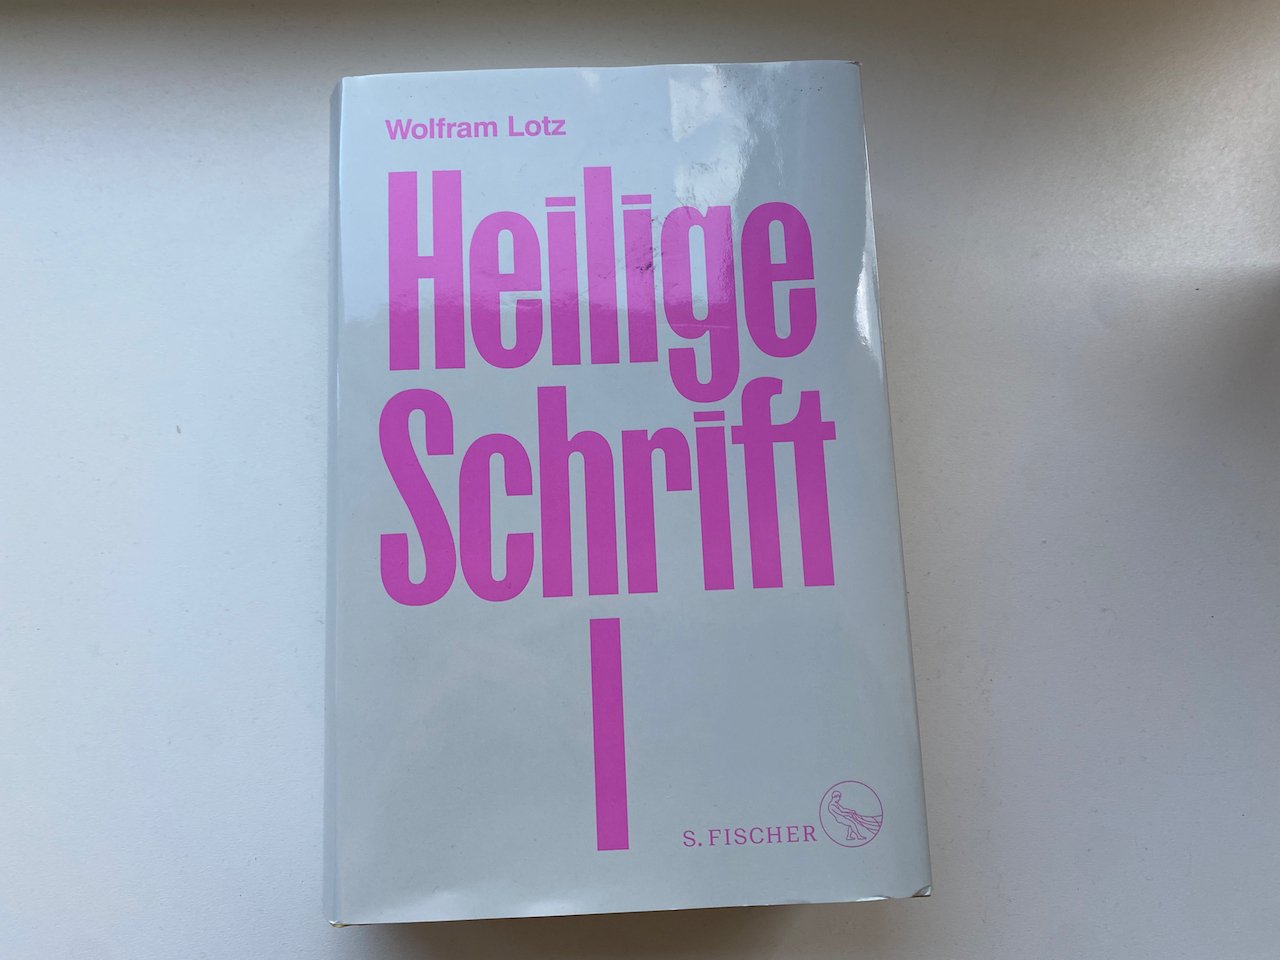 Wolfram Lotz
Heilige
Schrift
I
S. FISCHER